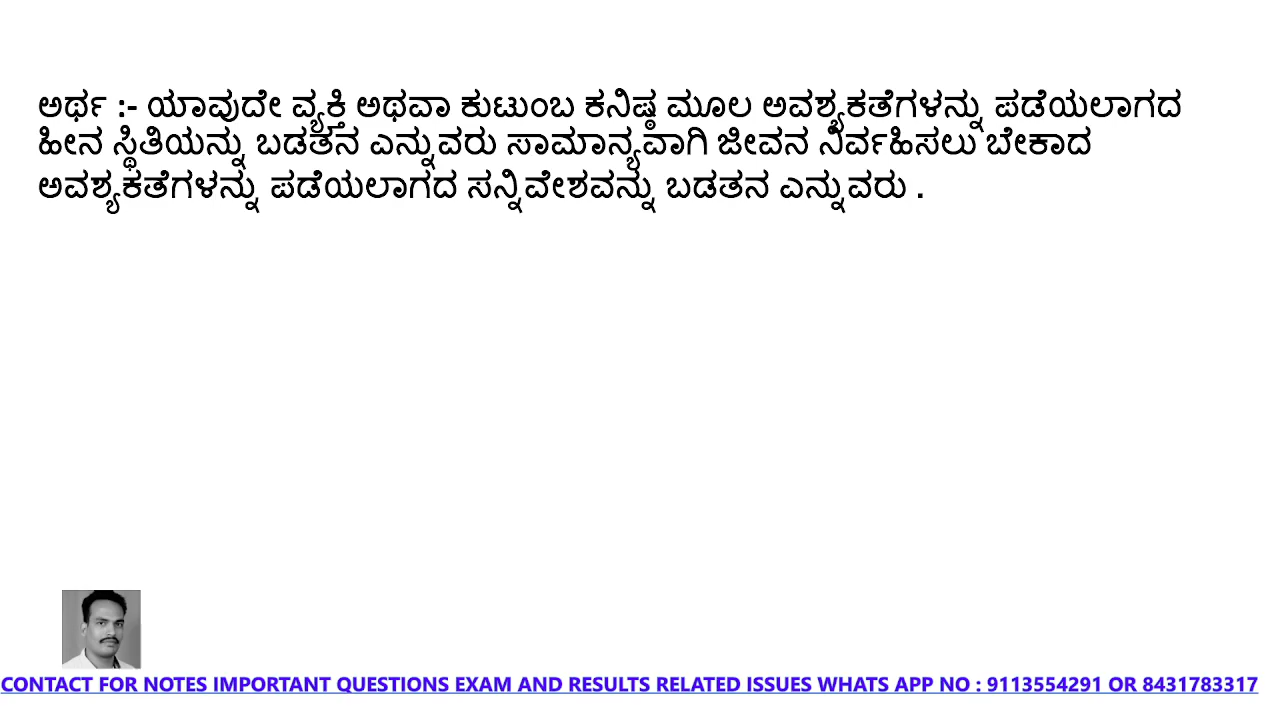 ಅರ್ಥ :- ಯಾವುದೇ ವ್ಯಕ್ತಿ ಅಥವಾ ಕುಟುಂಬ ಕನಿಷ್ಠ ಮೂಲ ಅವಶ್ಯಕತೆಗಳನ್ನು ಪಡೆಯಲಾಗದ
ಹೀನ ಸ್ಥಿತಿಯನ್ನು ಬಡತನ ಎನ್ನುವರು ಸಾಮಾನ್ಯವಾಗಿ ಜೀವನ ನಿರ್ವಹಿಸಲು ಬೇಕಾದ
ಅವಶ್ಯಕತೆಗಳನ್ನು ಪಡೆಯಲಾಗದ ಸನ್ನಿವೇಶವನ್ನು ಬಡತನ ಎನ್ನುವರು .
CONTACT FOR NOTES IMPORTANT QUESTIONS EXAM AND RESULTS RELATED ISSUES WHATS APP NO : 9113554291 OR 8431783317